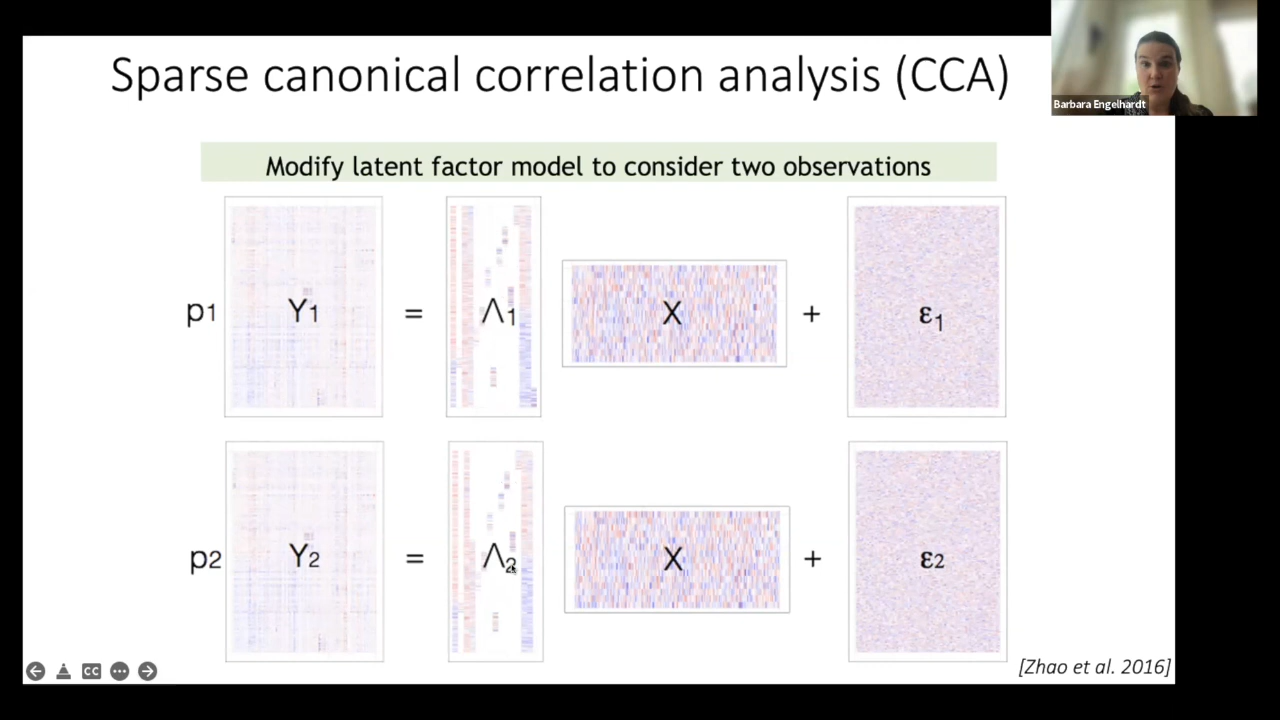 Sparse canonical correlation analysis (CCA)
Barbara Engelhardt
Modify latent factor model to consider two observations
p1 Y1 = Λ1 X + ε1
p2 Y2 = Λ2 X + ε2
CC
[Zhao et al. 2016]